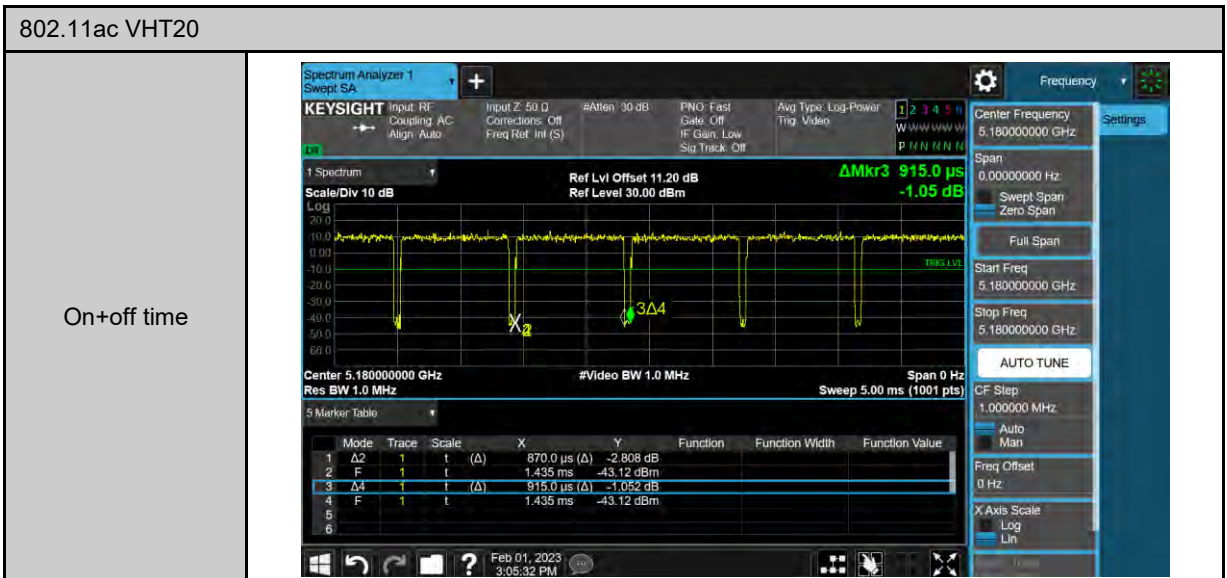 802.11ac VHT20
On+off time
Spectrum Analyzer 1
Swept SA
+
Frequency
KEYSIGHT Input: RF Input Z: 50 Ω #Atten: 30 dB PNO: Fast Avg Type: Log-Power 1 2 3 4 5 6
Coupling: AC Corrections: Off Gate: Off Trig: Video W W W W W W
Align: Auto Freq Ref: Int (S) IF Gain: Low P N N N N N
Sig Track: Off
1 Spectrum
Ref Lvl Offset 11.20 dB ΔMkr3 915.0 µs
Scale/Div 10 dB Ref Level 30.00 dBm -1.05 dB
Log
20.0
10.0
0.00
-10.0
TRIG LVL
-20.0
-30.0
-40.0
-50.0
-60.0
X 2
3Δ4
Center 5.180000000 GHz #Video BW 1.0 MHz Span 0 Hz
Res BW 1.0 MHz Sweep 5.00 ms (1001 pts)
5 Marker Table
Mode Trace Scale X Y Function Function Width Function Value
1 Δ2 1 t (Δ) 870.0 µs (Δ) -2.808 dB
2 F 1 t 1.435 ms -43.12 dBm
3 Δ4 1 t (Δ) 915.0 µs (Δ) -1.052 dB
4 F 1 t 1.435 ms -43.12 dBm
5
6
?
Feb 01, 2023
3:05:32 PM
Center Frequency
5.180000000 GHz
Settings
Span
0.00000000 Hz
Swept Span
Zero Span
Full Span
Start Freq
5.180000000 GHz
Stop Freq
5.180000000 GHz
AUTO TUNE
CF Step
1.000000 MHz
Auto
Man
Freq Offset
0 Hz
X Axis Scale
Log
Lin